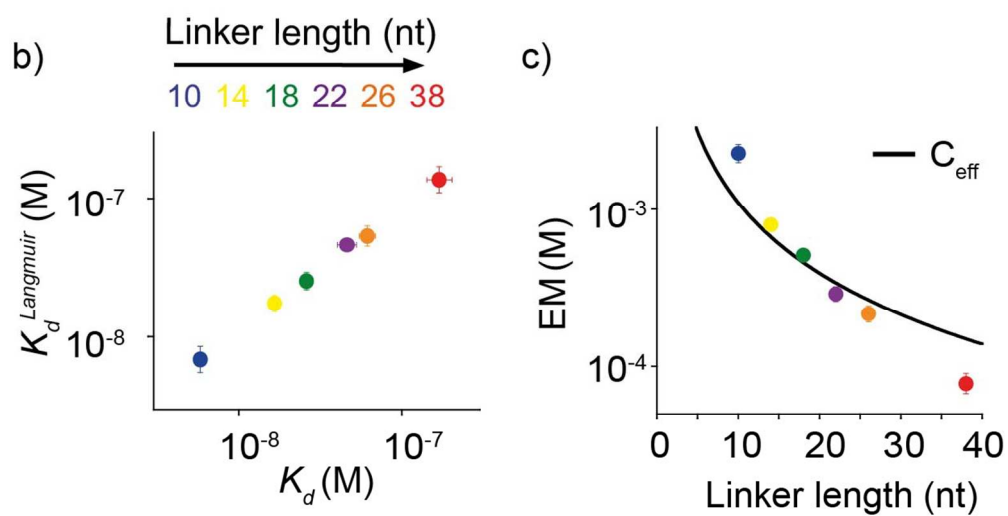 b)
Linker length (nt)
10 14 18 22 26 38
K_d^Langmuir (M)
10^-7
10^-8
10^-8 10^-7
K_d (M)
c)
C_eff
EM (M)
10^-3
10^-4
0 10 20 30 40
Linker length (nt)